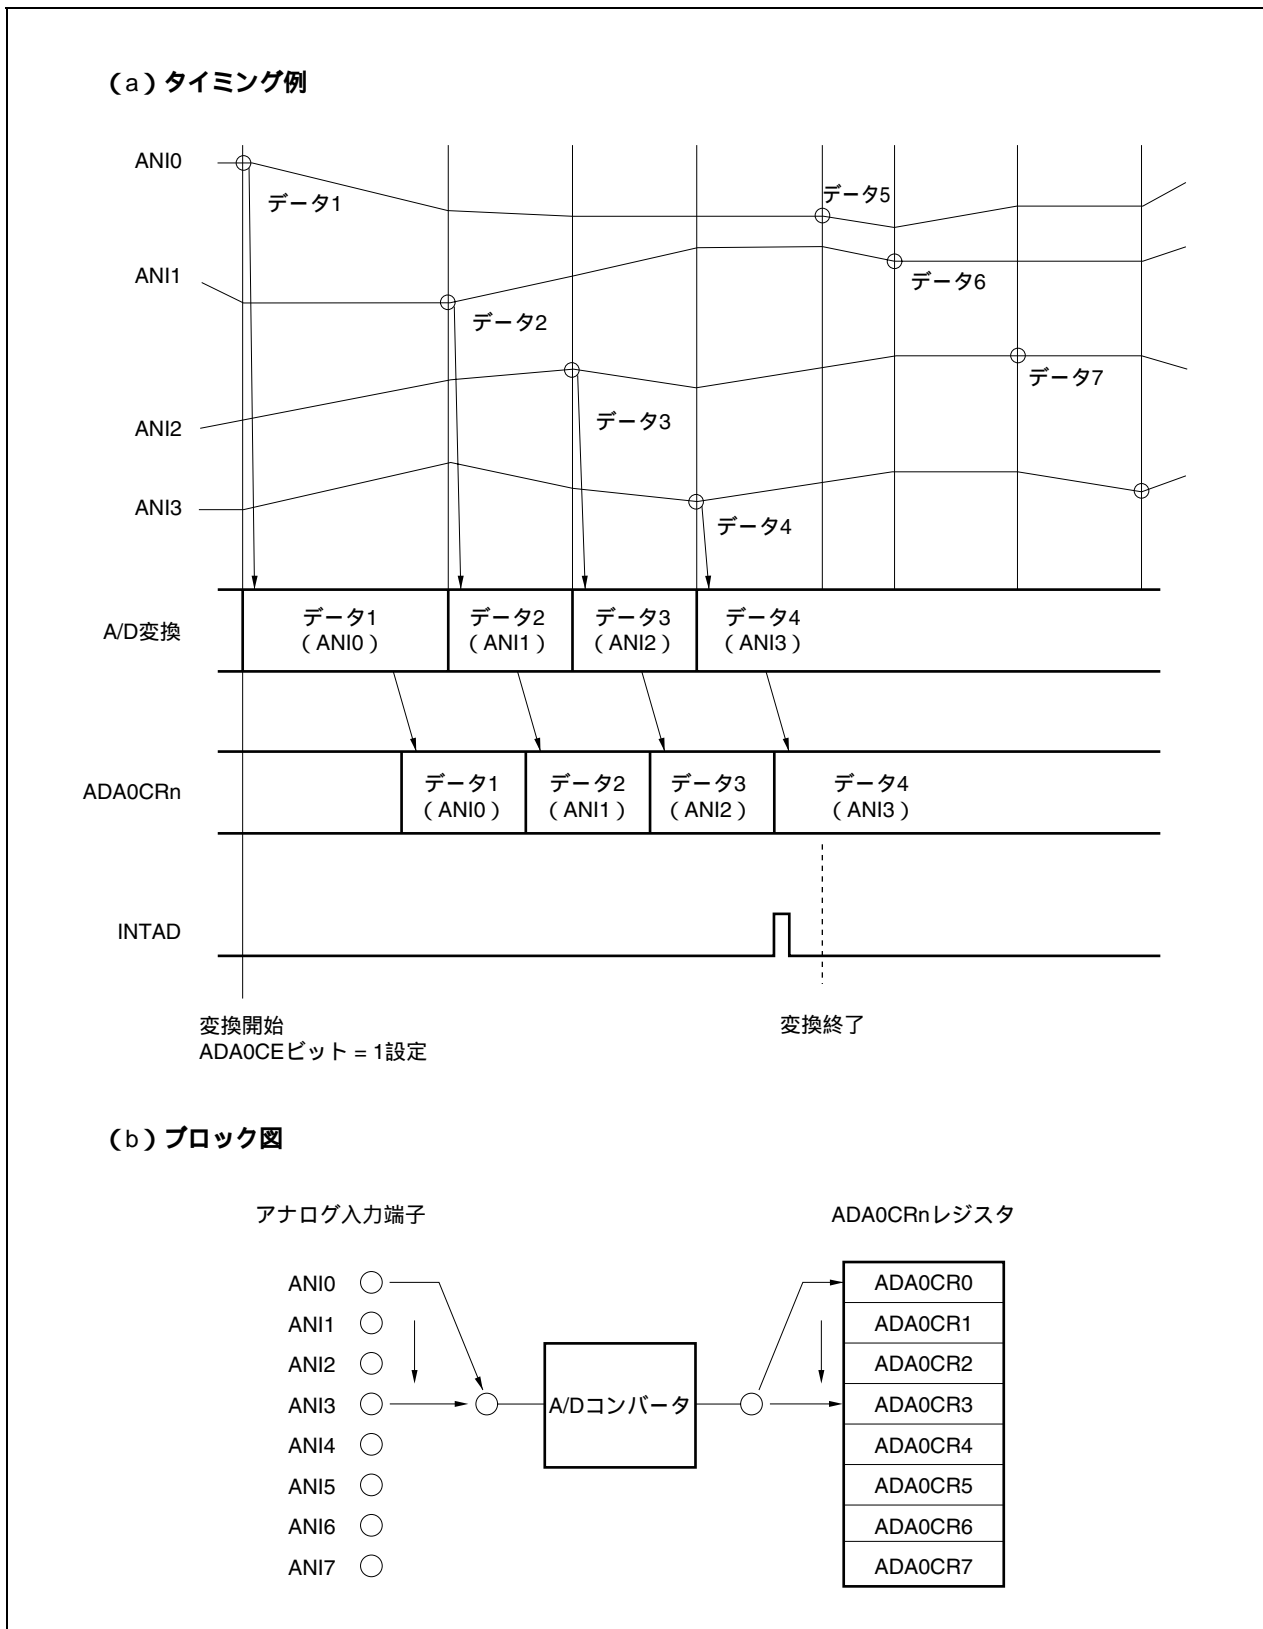 （a）タイミング例
ANI0
データ1
データ5
ANI1
データ2
データ6
ANI2
データ3
データ7
ANI3
データ4
A/D変換
データ1
（ANI0）
データ2
（ANI1）
データ3
（ANI2）
データ4
（ANI3）
ADA0CRn
データ1
（ANI0）
データ2
（ANI1）
データ3
（ANI2）
データ4
（ANI3）
INTAD
変換開始
ADA0CEビット = 1設定
変換終了
（b）ブロック図
アナログ入力端子
ADA0CRnレジスタ
ANI0
ANI1
ANI2
ANI3
ANI4
ANI5
ANI6
ANI7
A/Dコンバータ
ADA0CR0
ADA0CR1
ADA0CR2
ADA0CR3
ADA0CR4
ADA0CR5
ADA0CR6
ADA0CR7